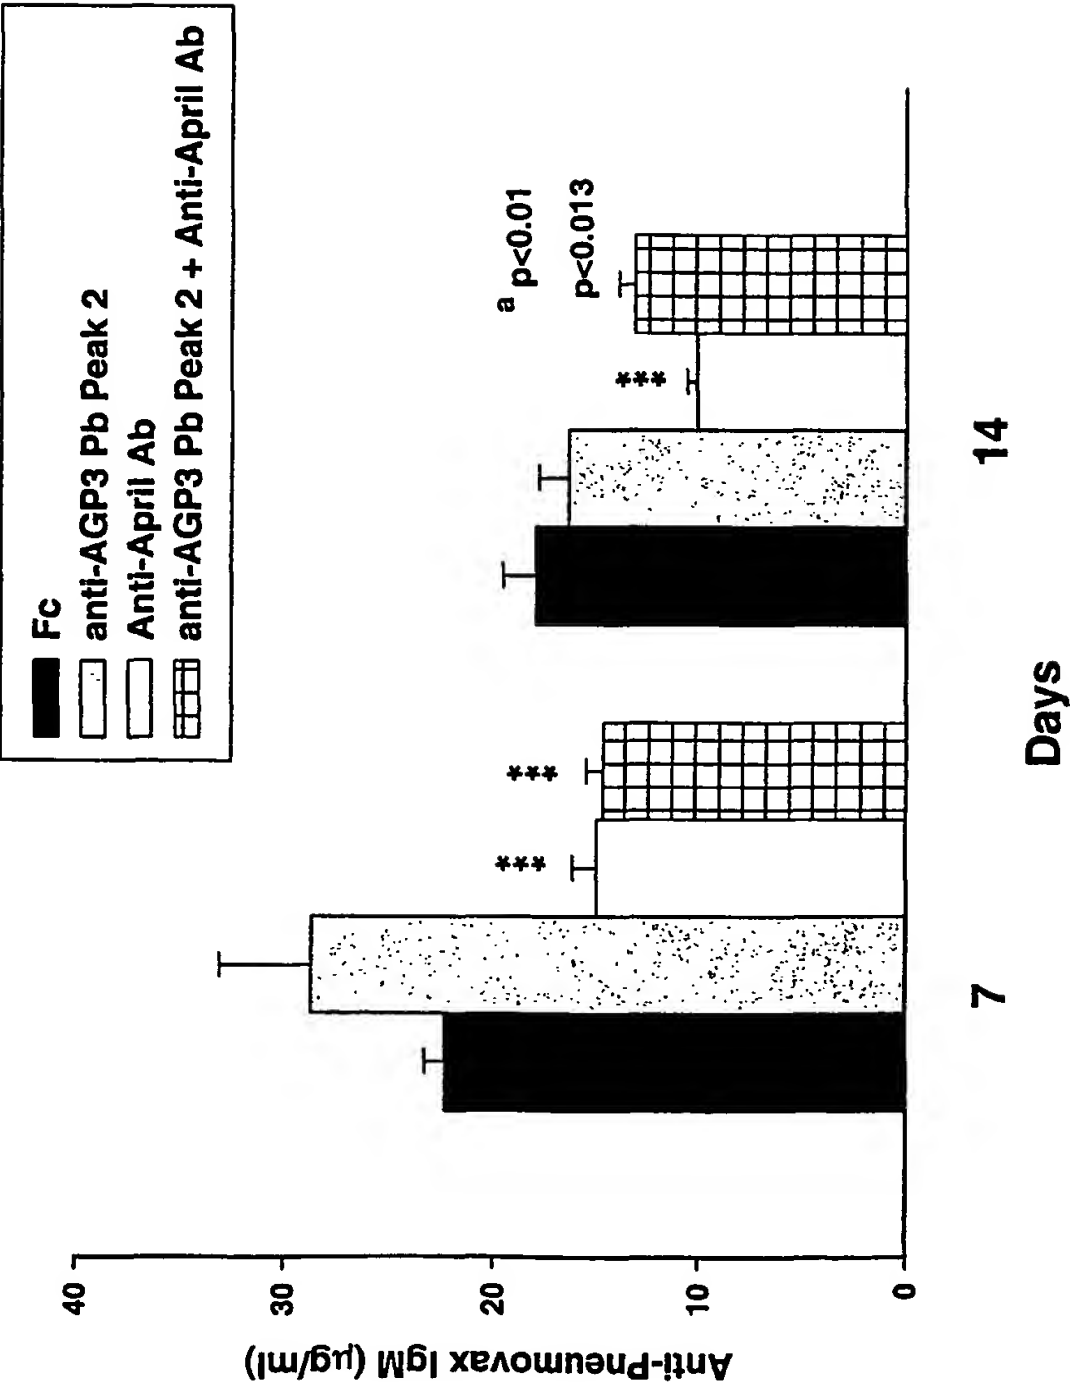 Fc
anti-AGP3 Pb Peak 2
Anti-April Ab
anti-AGP3 Pb Peak 2 + Anti-April Ab
Anti-Pneumovax IgM (µg/ml)
40
30
20
10
0
***
***
***
a p<0.01
p<0.013
7
14
Days